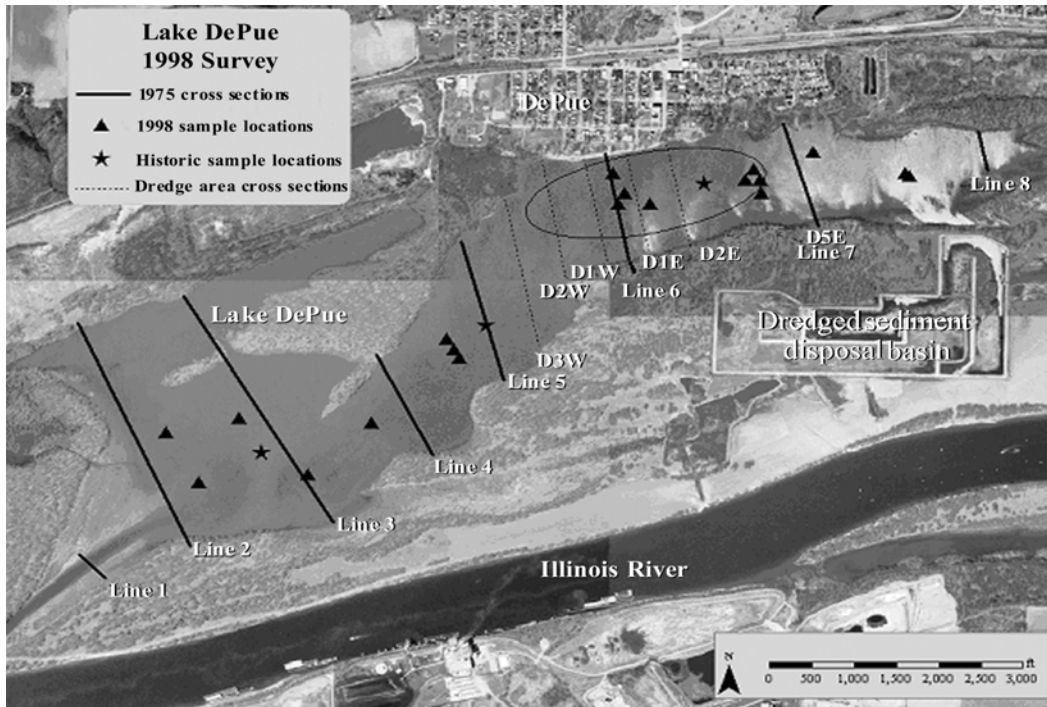 Lake DePue
1998 Survey
1975 cross sections
1998 sample locations
Historic sample locations
Dredge area cross sections
DePue
Line 8
D5E
Line 7
D2E
D1E
D1W
Line 6
D2W
D3W
Lake DePue
Dredged sediment
disposal basin
Line 5
Line 4
Line 3
Line 2
Line 1
Illinois River
N
ft
0 500 1,000 1,500 2,000 2,500 3,000